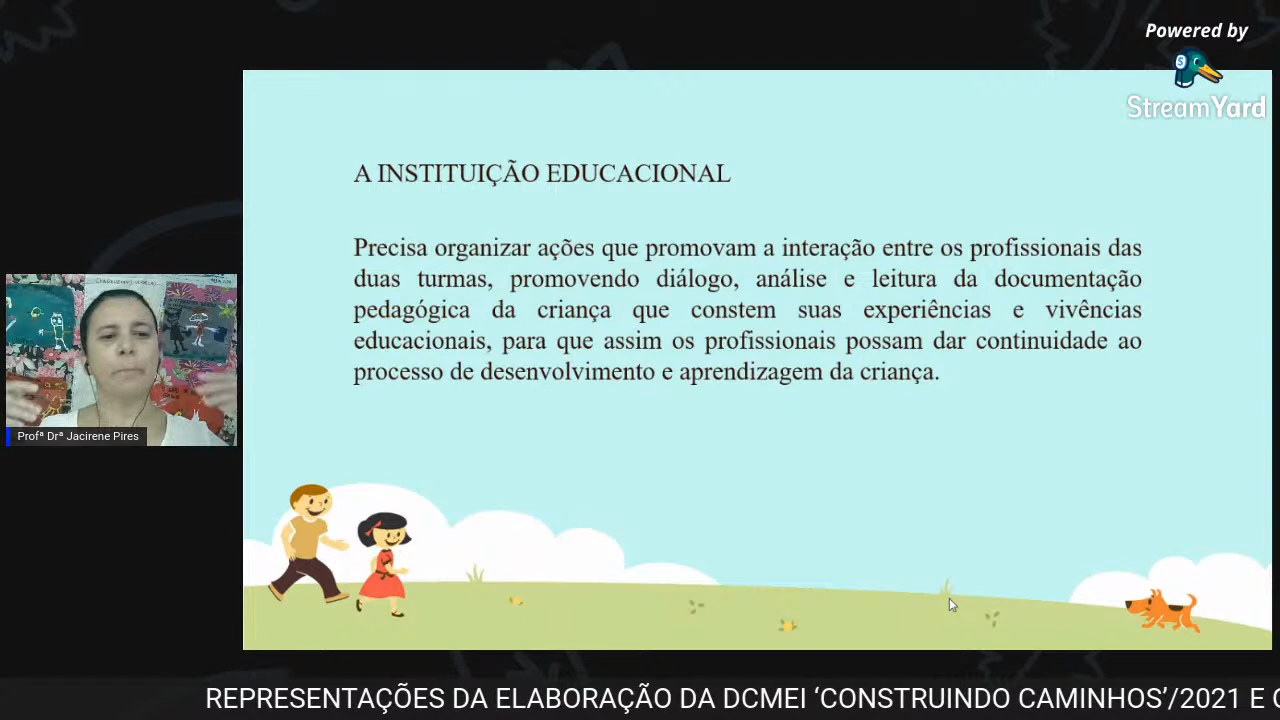 Powered by
StreamYard
A INSTITUIÇÃO EDUCACIONAL
Precisa organizar ações que promovam a interação entre os profissionais das
duas turmas, promovendo diálogo, análise e leitura da documentação
pedagógica da criança que constem suas experiências e vivências
educacionais, para que assim os profissionais possam dar continuidade ao
processo de desenvolvimento e aprendizagem da criança.
Profª Drª Jacirene Pires
REPRESENTAÇÕES DA ELABORAÇÃO DA DCMEI ‘CONSTRUINDO CAMINHOS’/2021 E